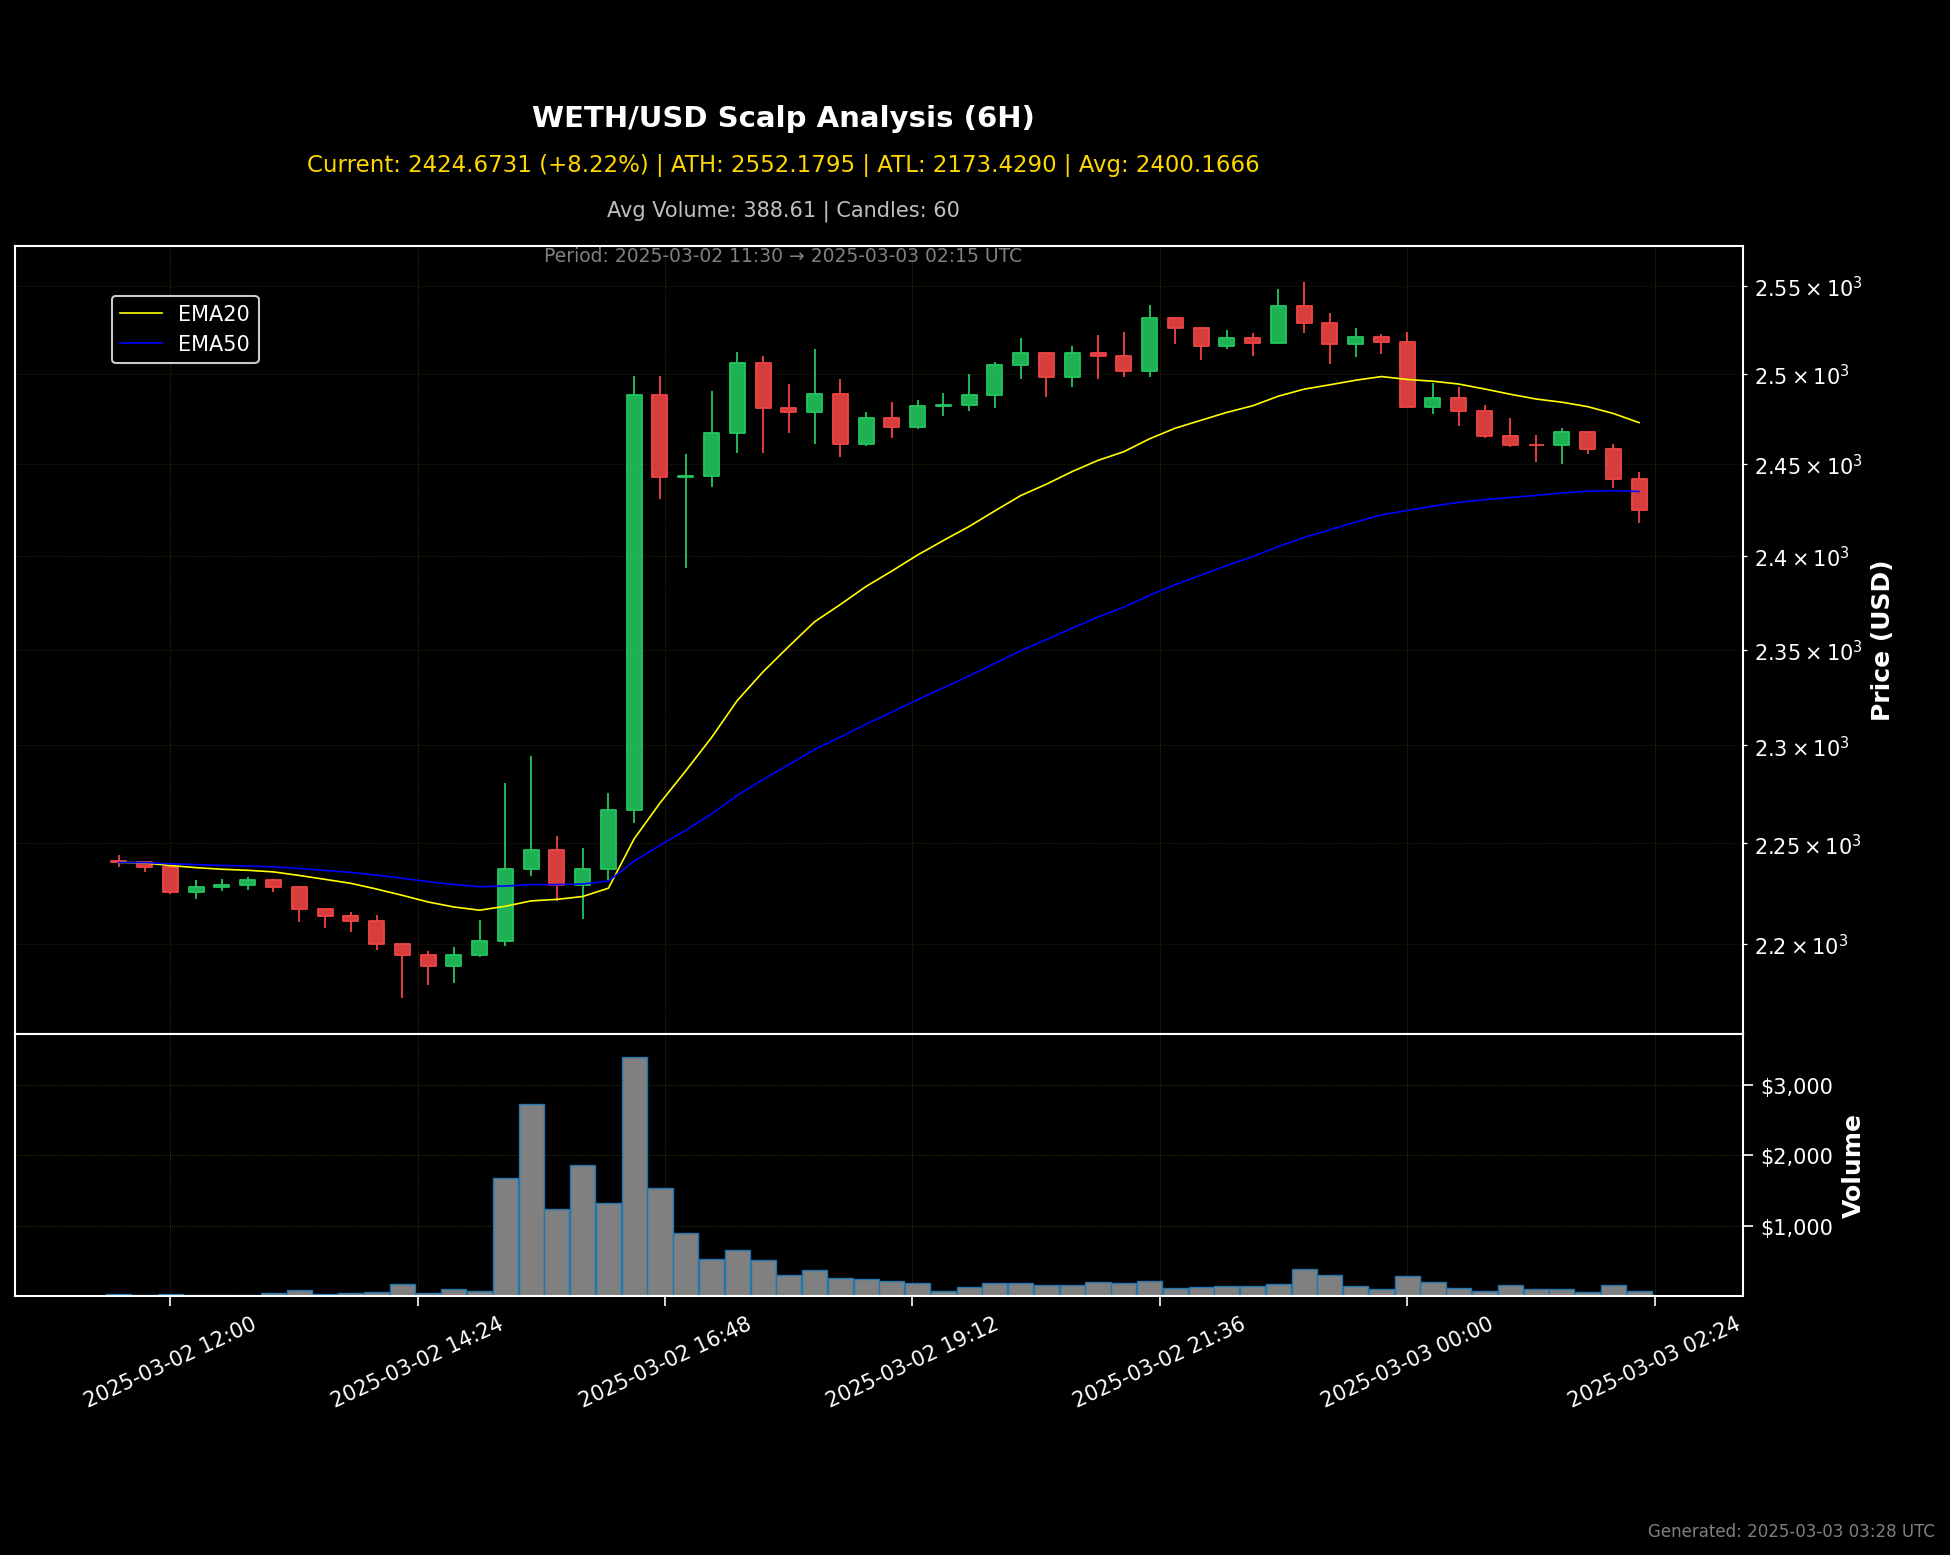 WETH/USD Scalp Analysis (6H)
Current: 2424.6731 (+8.22%) | ATH: 2552.1795 | ATL: 2173.4290 | Avg: 2400.1666
Avg Volume: 388.61 | Candles: 60
Period: 2025-03-02 11:30 → 2025-03-03 02:15 UTC
EMA20
EMA50
2.55 × 10³
2.5 × 10³
2.45 × 10³
2.4 × 10³
2.35 × 10³
2.3 × 10³
2.25 × 10³
2.2 × 10³
Price (USD)
$3,000
$2,000
$1,000
Volume
2025-03-02 12:00
2025-03-02 14:24
2025-03-02 16:48
2025-03-02 19:12
2025-03-02 21:36
2025-03-03 00:00
2025-03-03 02:24
Generated: 2025-03-03 03:28 UTC